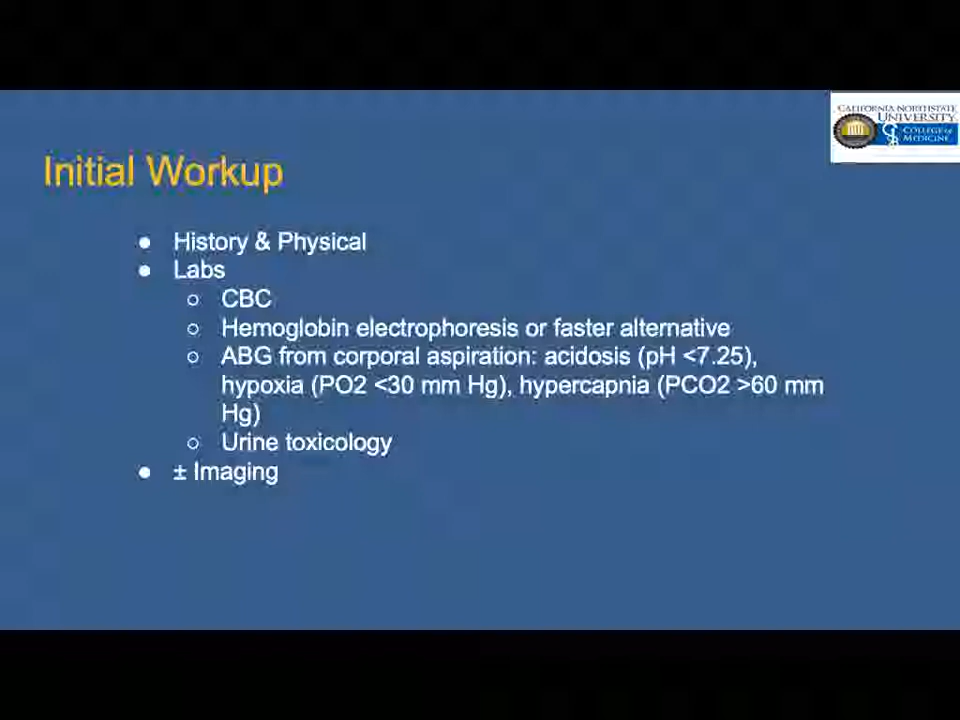 CALIFORNIA NORTHSTATE
UNIVERSITY
COLLEGE of
MEDICINE
Initial Workup
● History & Physical
● Labs
○ CBC
○ Hemoglobin electrophoresis or faster alternative
○ ABG from corporal aspiration: acidosis (pH <7.25),
hypoxia (PO2 <30 mm Hg), hypercapnia (PCO2 >60 mm
Hg)
○ Urine toxicology
● ± Imaging